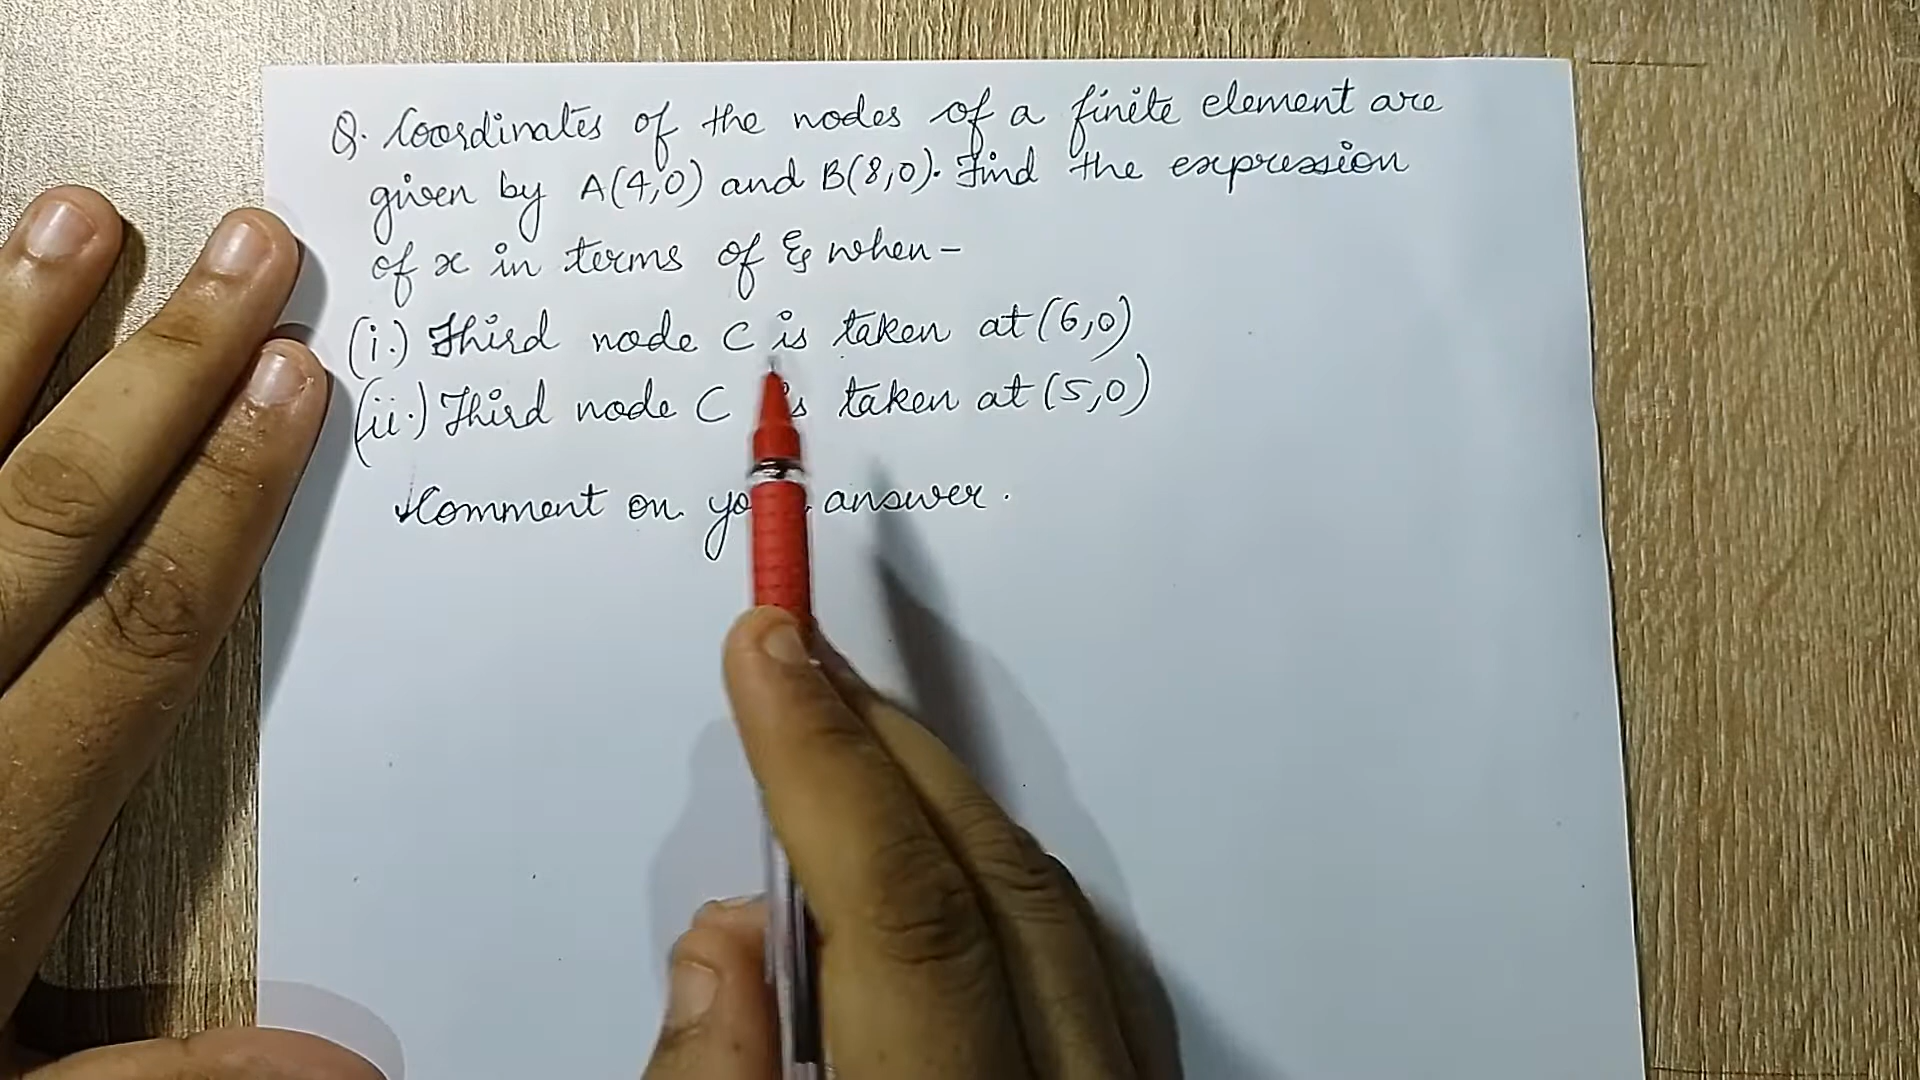 Q. Coordinates of the nodes of a finite element are
given by A(4,0) and B(8,0). Find the expression
of x in terms of ξ when -
(i.) Third node C is taken at (6,0)
(ii.) Third node C is taken at (5,0)
Comment on answer.